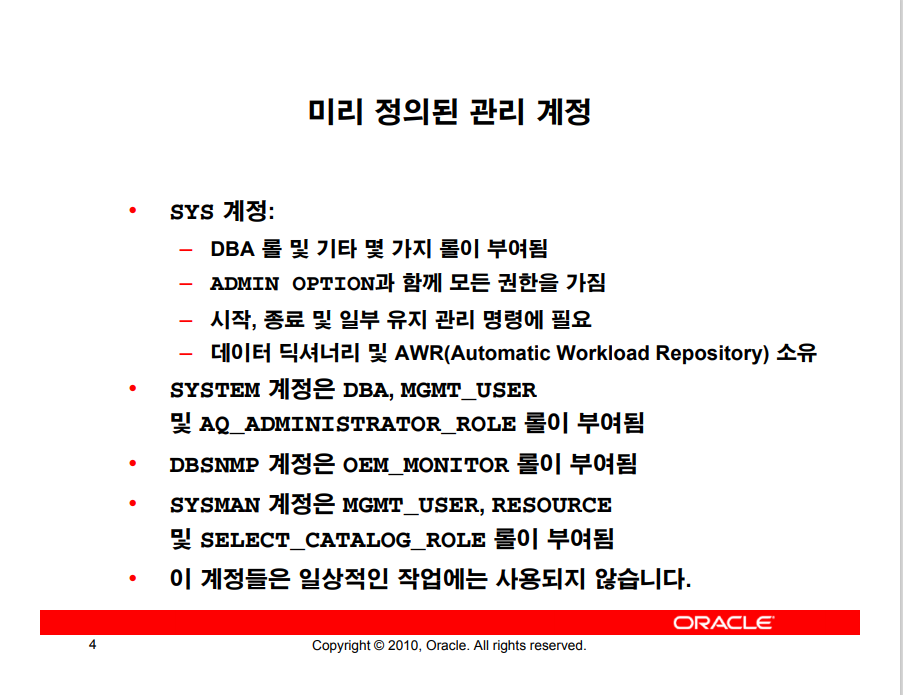 미리 정의된 관리 계정
• SYS 계정:
– DBA 롤 및 기타 몇 가지 롤이 부여됨
– ADMIN OPTION과 함께 모든 권한을 가짐
– 시작, 종료 및 일부 유지 관리 명령에 필요
– 데이터 딕셔너리 및 AWR(Automatic Workload Repository) 소유
• SYSTEM 계정은 DBA, MGMT_USER
및 AQ_ADMINISTRATOR_ROLE 롤이 부여됨
• DBSNMP 계정은 OEM_MONITOR 롤이 부여됨
• SYSMAN 계정은 MGMT_USER, RESOURCE
및 SELECT_CATALOG_ROLE 롤이 부여됨
• 이 계정들은 일상적인 작업에는 사용되지 않습니다.
ORACLE
4 Copyright © 2010, Oracle. All rights reserved.